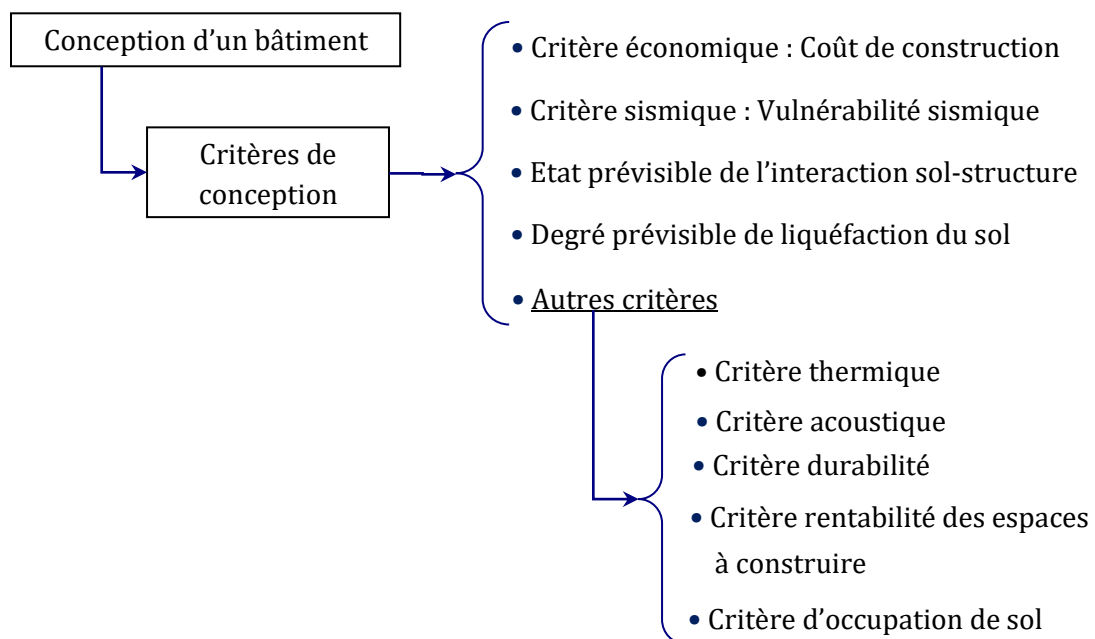 Conception d’un bâtiment
Critères de
conception
• Critère économique : Coût de construction
• Critère sismique : Vulnérabilité sismique
• Etat prévisible de l’interaction sol-structure
• Degré prévisible de liquéfaction du sol
• Autres critères
• Critère thermique
• Critère acoustique
• Critère durabilité
• Critère rentabilité des espaces
à construire
• Critère d’occupation de sol